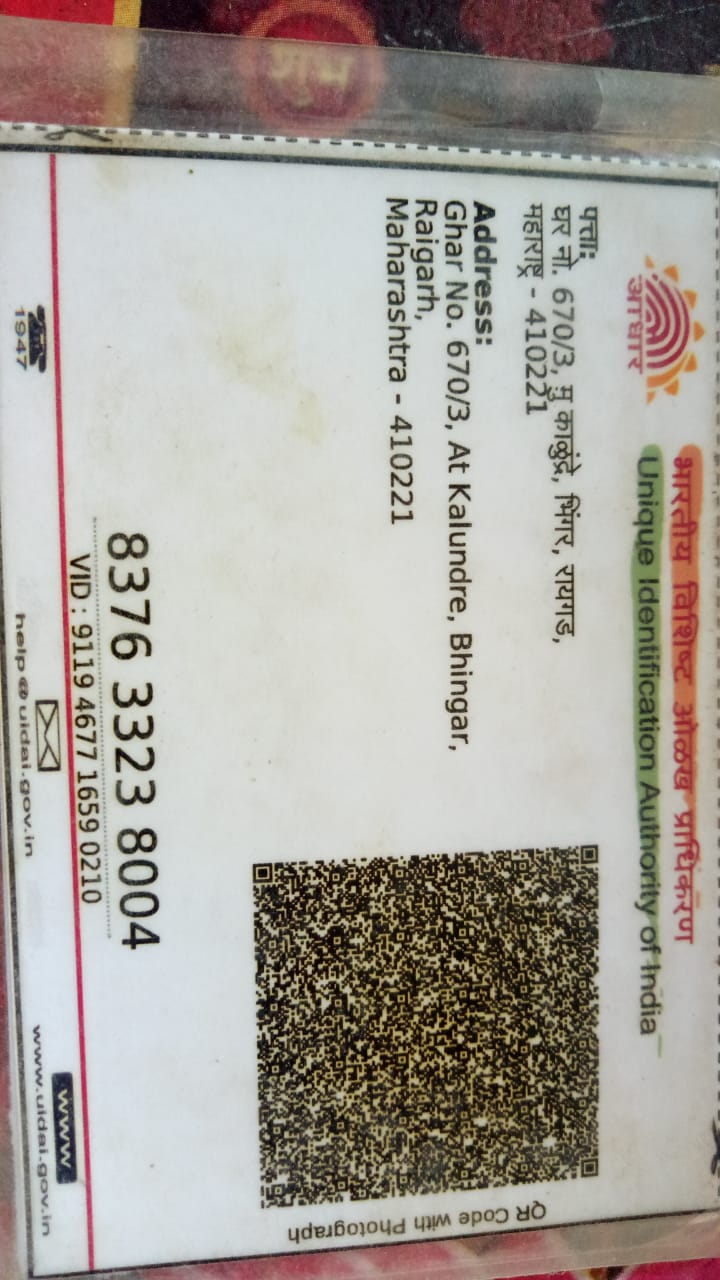 शुभ
भारतीय विशिष्ट ओळख प्राधिकरण
Unique Identification Authority of India
आधार
पत्ता:
घर नो. 670/3, मु काळुंद्रे, भिंगर, रायगड,
महाराष्ट्र - 410221
Address:
Ghar No. 670/3, At Kalundre, Bhingar,
Raigarh,
Maharashtra - 410221
QR Code with Photograph
8376 3323 8004
VID : 9119 4677 1659 0210
1947
help@uidai.gov.in
www
www.uidai.gov.in